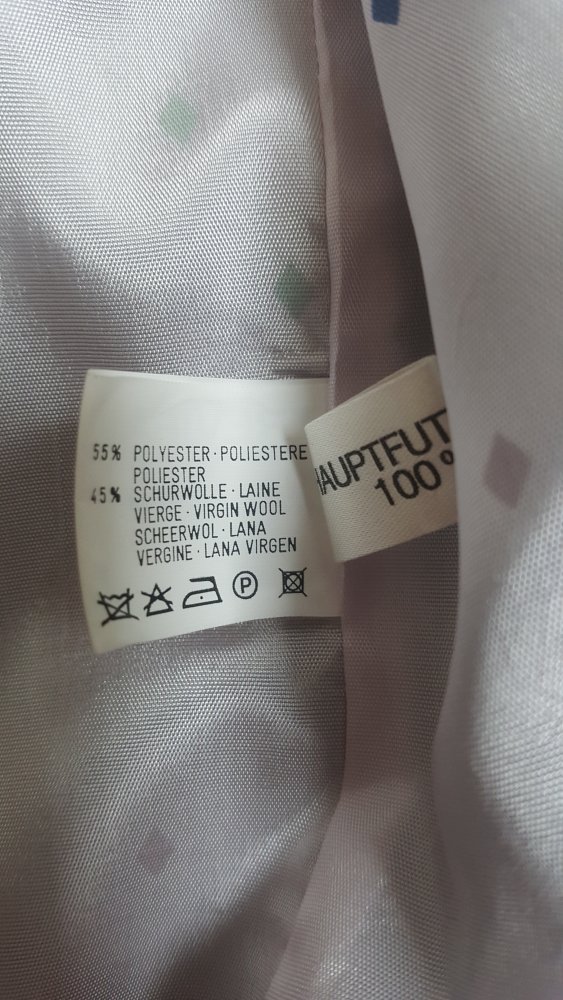 55% POLYESTER·POLIESTERE
POLIESTER
45% SCHURWOLLE·LAINE
VIERGE·VIRGIN WOOL
SCHEERWOL·LANA
VERGINE·LANA VIRGEN
P
HAUPTFUT
100%